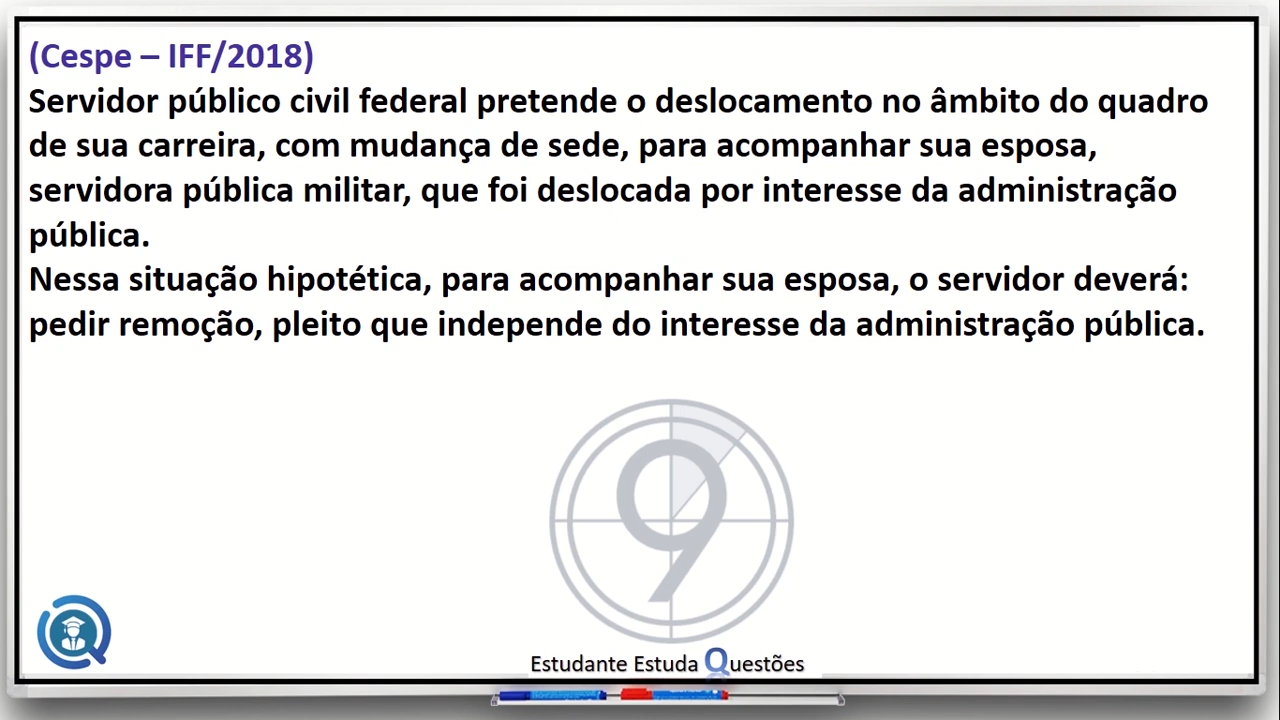 (Cespe – IFF/2018)
Servidor público civil federal pretende o deslocamento no âmbito do quadro
de sua carreira, com mudança de sede, para acompanhar sua esposa,
servidora pública militar, que foi deslocada por interesse da administração
pública.
Nessa situação hipotética, para acompanhar sua esposa, o servidor deverá:
pedir remoção, pleito que independe do interesse da administração pública.
9
Estudante Estuda Questões